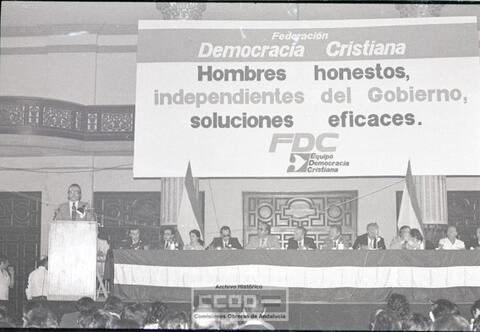 Federación
Democracía Cristiana
Hombres honestos,
independientes del Gobierno,
soluciones eficaces.
FDC
Equipo
Democracia
Cristiana
Archivo Histórico
CCOO
Comisiones Obreras de Andalucía